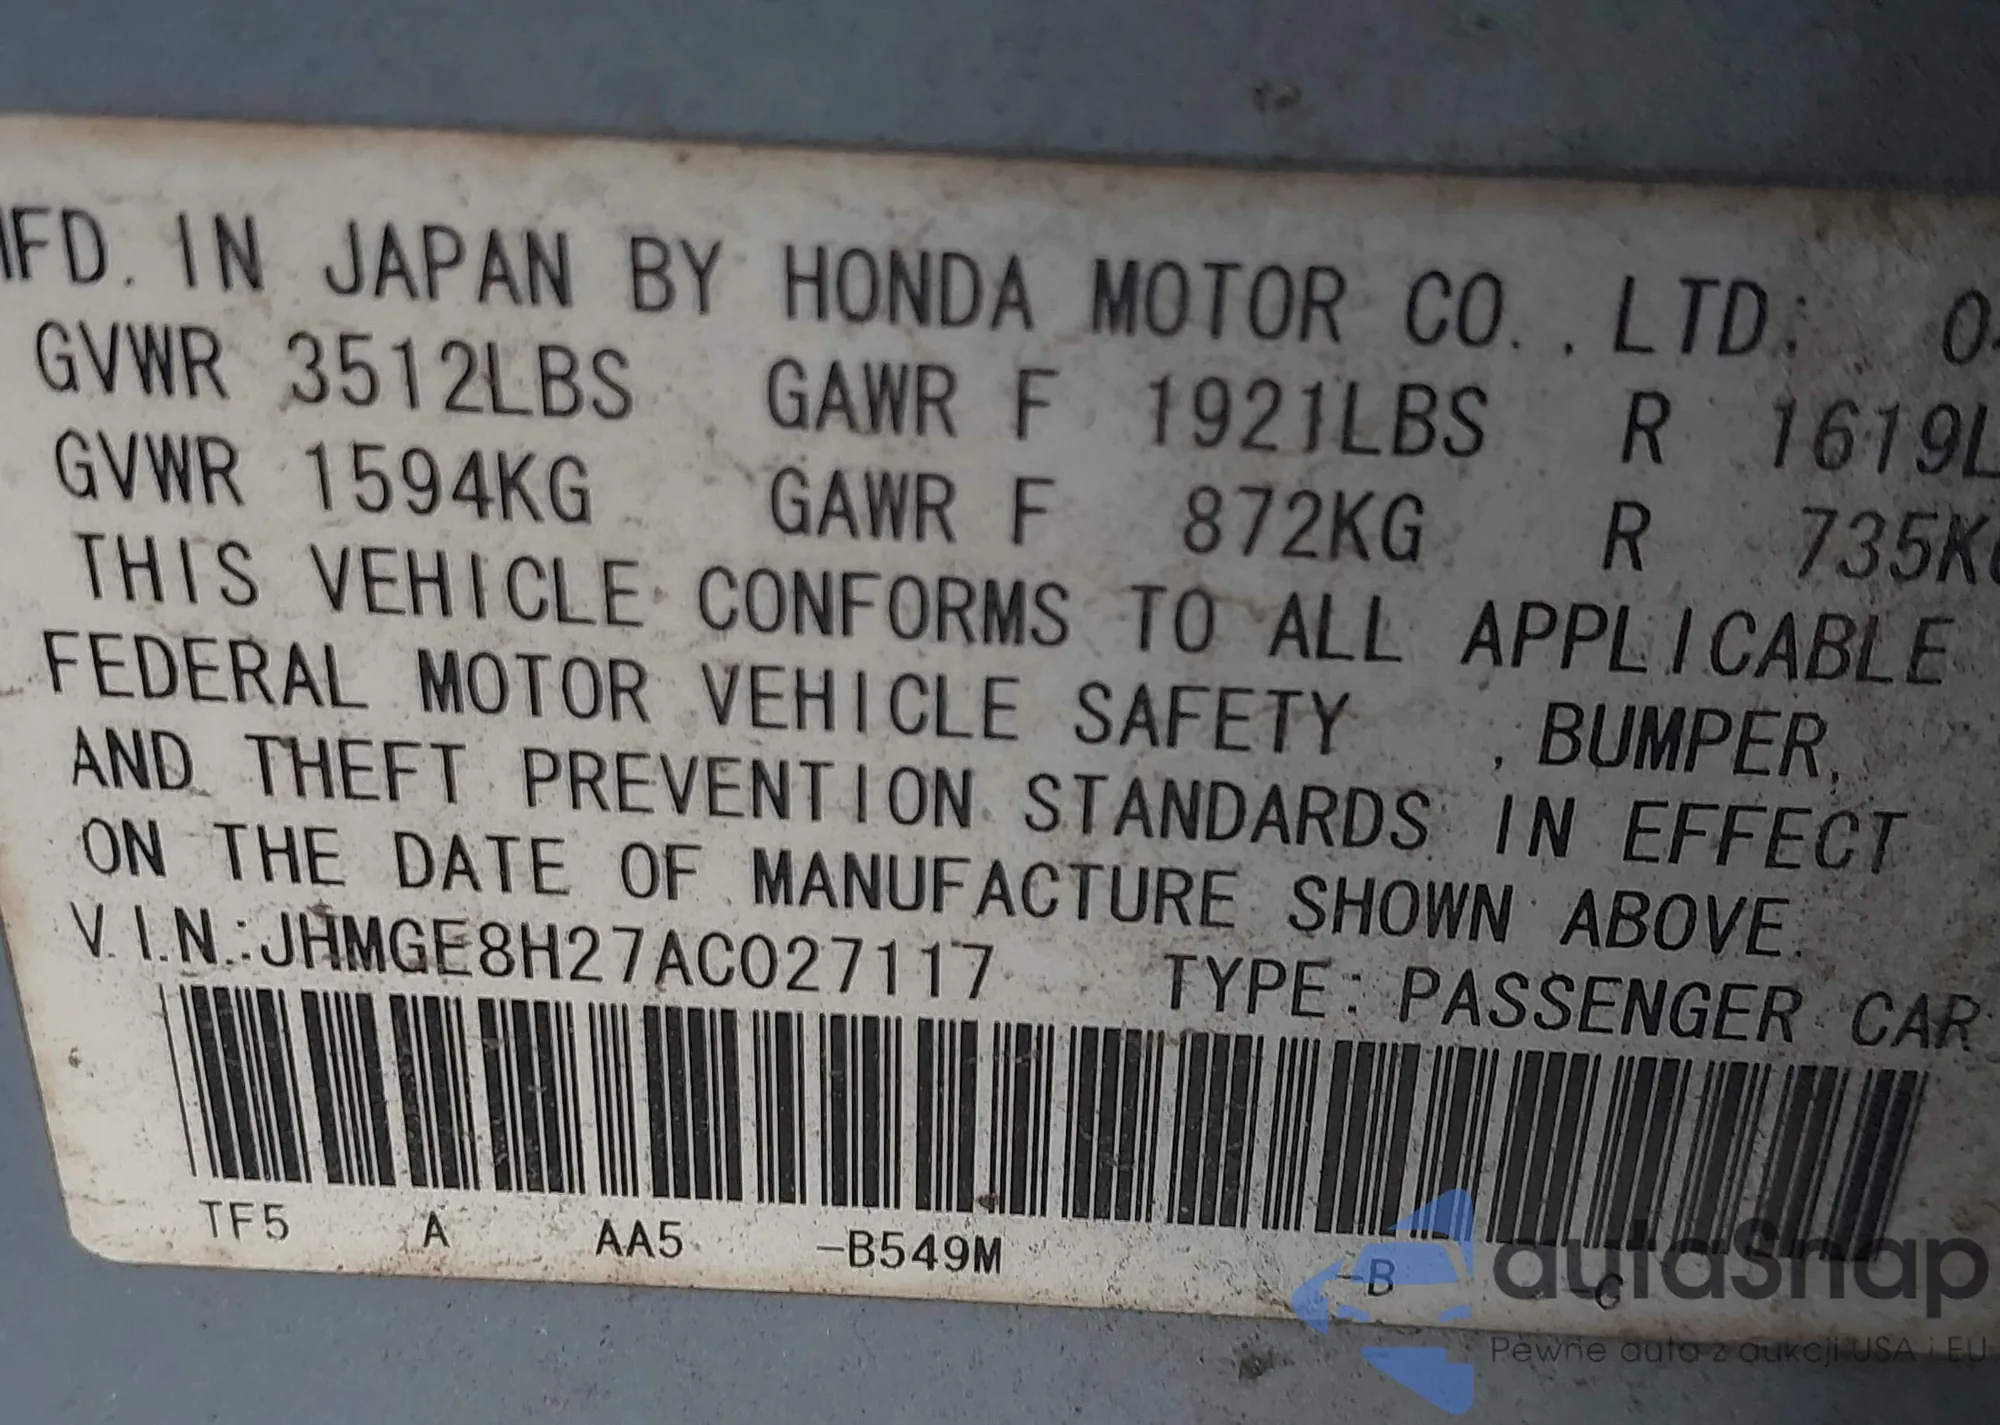 MFD. IN JAPAN BY HONDA MOTOR CO., LTD.
GVWR 3512LBS GAWR F 1921LBS R 1619L
GVWR 1594KG GAWR F 872KG R 735KG
THIS VEHICLE CONFORMS TO ALL APPLICABLE
FEDERAL MOTOR VEHICLE SAFETY , BUMPER,
AND THEFT PREVENTION STANDARDS IN EFFECT
ON THE DATE OF MANUFACTURE SHOWN ABOVE.
V.I.N.:JHMGE8H27AC027117 TYPE: PASSENGER CAR
TF5 A AA5 -B549M -B -C
autaSnap
Pewne auta z aukcji USA i EU